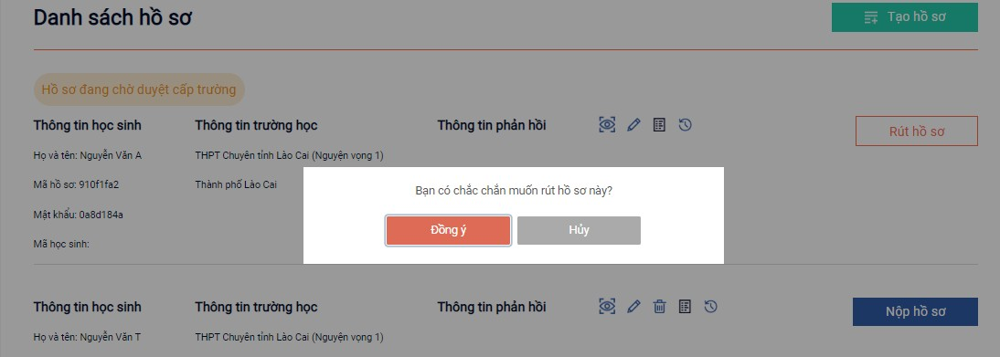 Danh sách hồ sơ
Tạo hồ sơ
Hồ sơ đang chờ duyệt cấp trường
Thông tin học sinh
Thông tin trường học
Thông tin phản hồi
Rút hồ sơ
Họ và tên: Nguyễn Văn A
THPT Chuyên tỉnh Lào Cai (Nguyện vọng 1)
Mã hồ sơ: 910f1fa2
Thành phố Lào Cai
Mật khẩu: 0a8d184a
Mã học sinh:
Bạn có chắc chắn muốn rút hồ sơ này?
Đồng ý
Hủy
Thông tin học sinh
Thông tin trường học
Thông tin phản hồi
Nộp hồ sơ
Họ và tên: Nguyễn Văn T
THPT Chuyên tỉnh Lào Cai (Nguyện vọng 1)